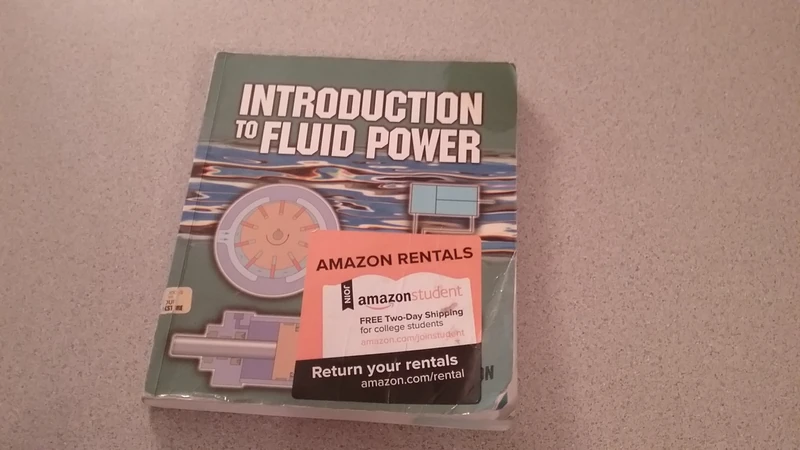 INTRODUCTION
TO FLUID POWER
AMAZON RENTALS
JOIN
amazonstudent
FREE Two-Day Shipping
for college students
amazon.com/joinstudent
Return your rentals
amazon.com/rental